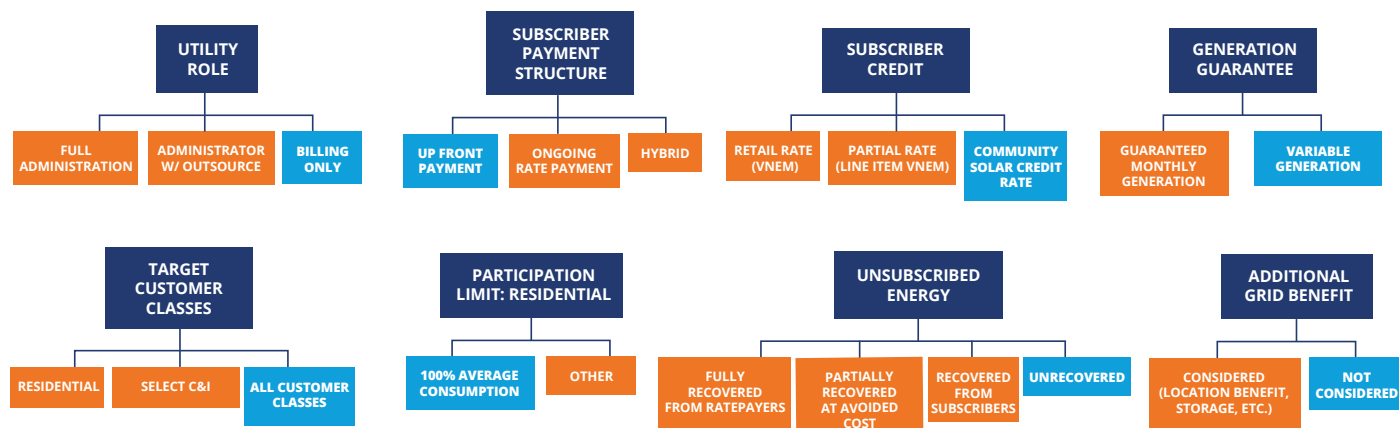 UTILITY
ROLE
FULL
ADMINISTRATION
ADMINISTRATOR
W/ OUTSOURCE
BILLING
ONLY
SUBSCRIBER
PAYMENT
STRUCTURE
UP FRONT
PAYMENT
ONGOING
RATE PAYMENT
HYBRID
SUBSCRIBER
CREDIT
RETAIL RATE
(VNEM)
PARTIAL RATE
(LINE ITEM VNEM)
COMMUNITY
SOLAR CREDIT
RATE
GENERATION
GUARANTEE
GUARANTEED
MONTHLY
GENERATION
VARIABLE
GENERATION
TARGET
CUSTOMER
CLASSES
RESIDENTIAL
SELECT C&I
ALL CUSTOMER
CLASSES
PARTICIPATION
LIMIT: RESIDENTIAL
100% AVERAGE
CONSUMPTION
OTHER
UNSUBSCRIBED
ENERGY
FULLY
RECOVERED
FROM RATEPAYERS
PARTIALLY
RECOVERED
AT AVOIDED
COST
RECOVERED
FROM
SUBSCRIBERS
UNRECOVERED
ADDITIONAL
GRID BENEFIT
CONSIDERED
(LOCATION BENEFIT,
STORAGE, ETC.)
NOT
CONSIDERED